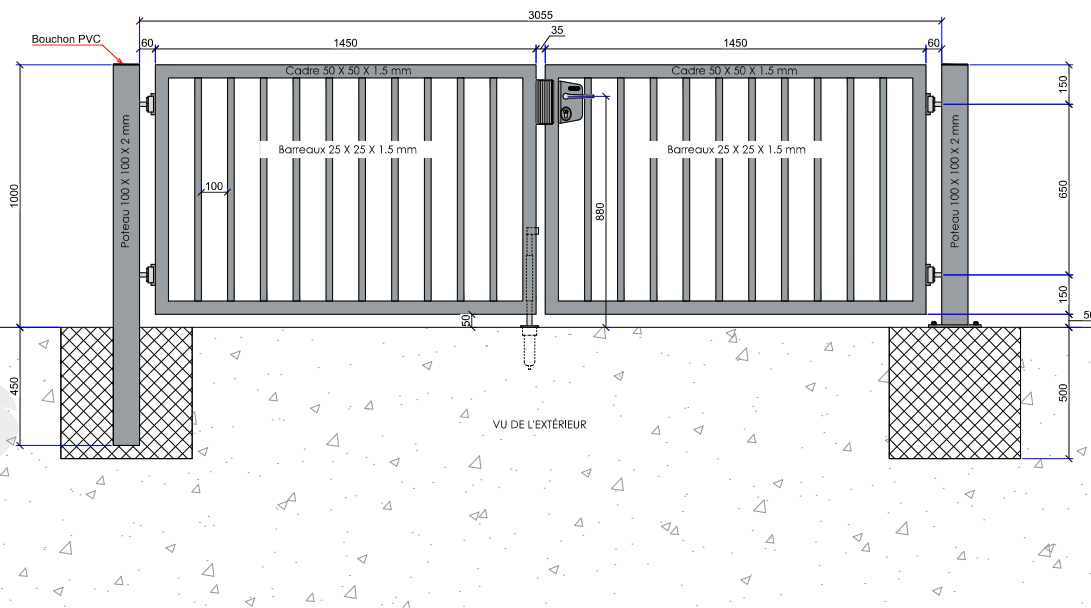 3055
Bouchon PVC
60
1450
35
1450
60
Cadre 50 X 50 X 1.5 mm
Cadre 50 X 50 X 1.5 mm
150
Poteau 100 X 100 X 2 mm
Barreaux 25 X 25 X 1.5 mm
Barreaux 25 X 25 X 1.5 mm
Poteau 100 X 100 X 2 mm
100
1000
880
650
150
50
50
450
500
VU DE L'EXTÉRIEUR